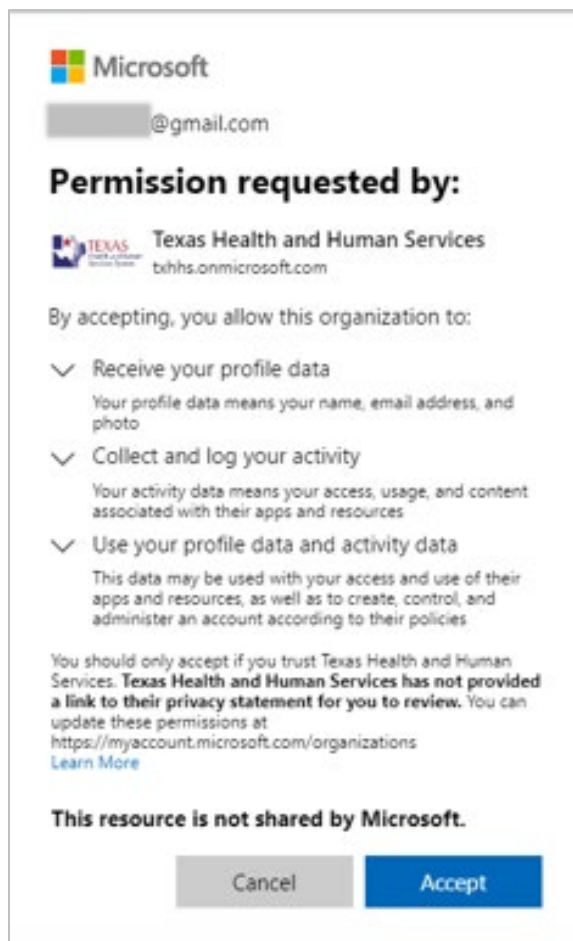 Microsoft
@gmail.com
Permission requested by:
TEXAS
Texas Health and Human Services
txhhs.onmicrosoft.com
By accepting, you allow this organization to:
Receive your profile data
Your profile data means your name, email address, and
photo
Collect and log your activity
Your activity data means your access, usage, and content
associated with their apps and resources
Use your profile data and activity data
This data may be used with your access and use of their
apps and resources, as well as to create, control, and
administer an account according to their policies
You should only accept if you trust Texas Health and Human
Services. Texas Health and Human Services has not provided
a link to their privacy statement for you to review. You can
update these permissions at
https://myaccount.microsoft.com/organizations
Learn More
This resource is not shared by Microsoft.
Cancel
Accept